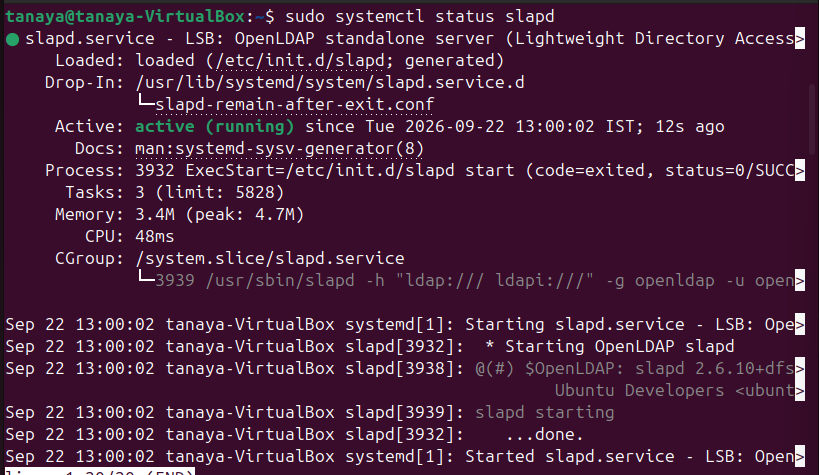 tanaya@tanaya-VirtualBox:~$ sudo systemctl status slapd
● slapd.service - LSB: OpenLDAP standalone server (Lightweight Directory Access>
Loaded: loaded (/etc/init.d/slapd; generated)
Drop-In: /usr/lib/systemd/system/slapd.service.d
└─slapd-remain-after-exit.conf
Active: active (running) since Tue 2026-09-22 13:00:02 IST; 12s ago
Docs: man:systemd-sysv-generator(8)
Process: 3932 ExecStart=/etc/init.d/slapd start (code=exited, status=0/SUCC>
Tasks: 3 (limit: 5828)
Memory: 3.4M (peak: 4.7M)
CPU: 48ms
CGroup: /system.slice/slapd.service
└─3939 /usr/sbin/slapd -h "ldap:/// ldapi:///" -g openldap -u open>
Sep 22 13:00:02 tanaya-VirtualBox systemd[1]: Starting slapd.service - LSB: Ope>
Sep 22 13:00:02 tanaya-VirtualBox slapd[3932]:  * Starting OpenLDAP slapd
Sep 22 13:00:02 tanaya-VirtualBox slapd[3938]: @(#) $OpenLDAP: slapd 2.6.10+dfs>
Ubuntu Developers <ubunt>
Sep 22 13:00:02 tanaya-VirtualBox slapd[3939]: slapd starting
Sep 22 13:00:02 tanaya-VirtualBox slapd[3932]:    ...done.
Sep 22 13:00:02 tanaya-VirtualBox systemd[1]: Started slapd.service - LSB: Open>